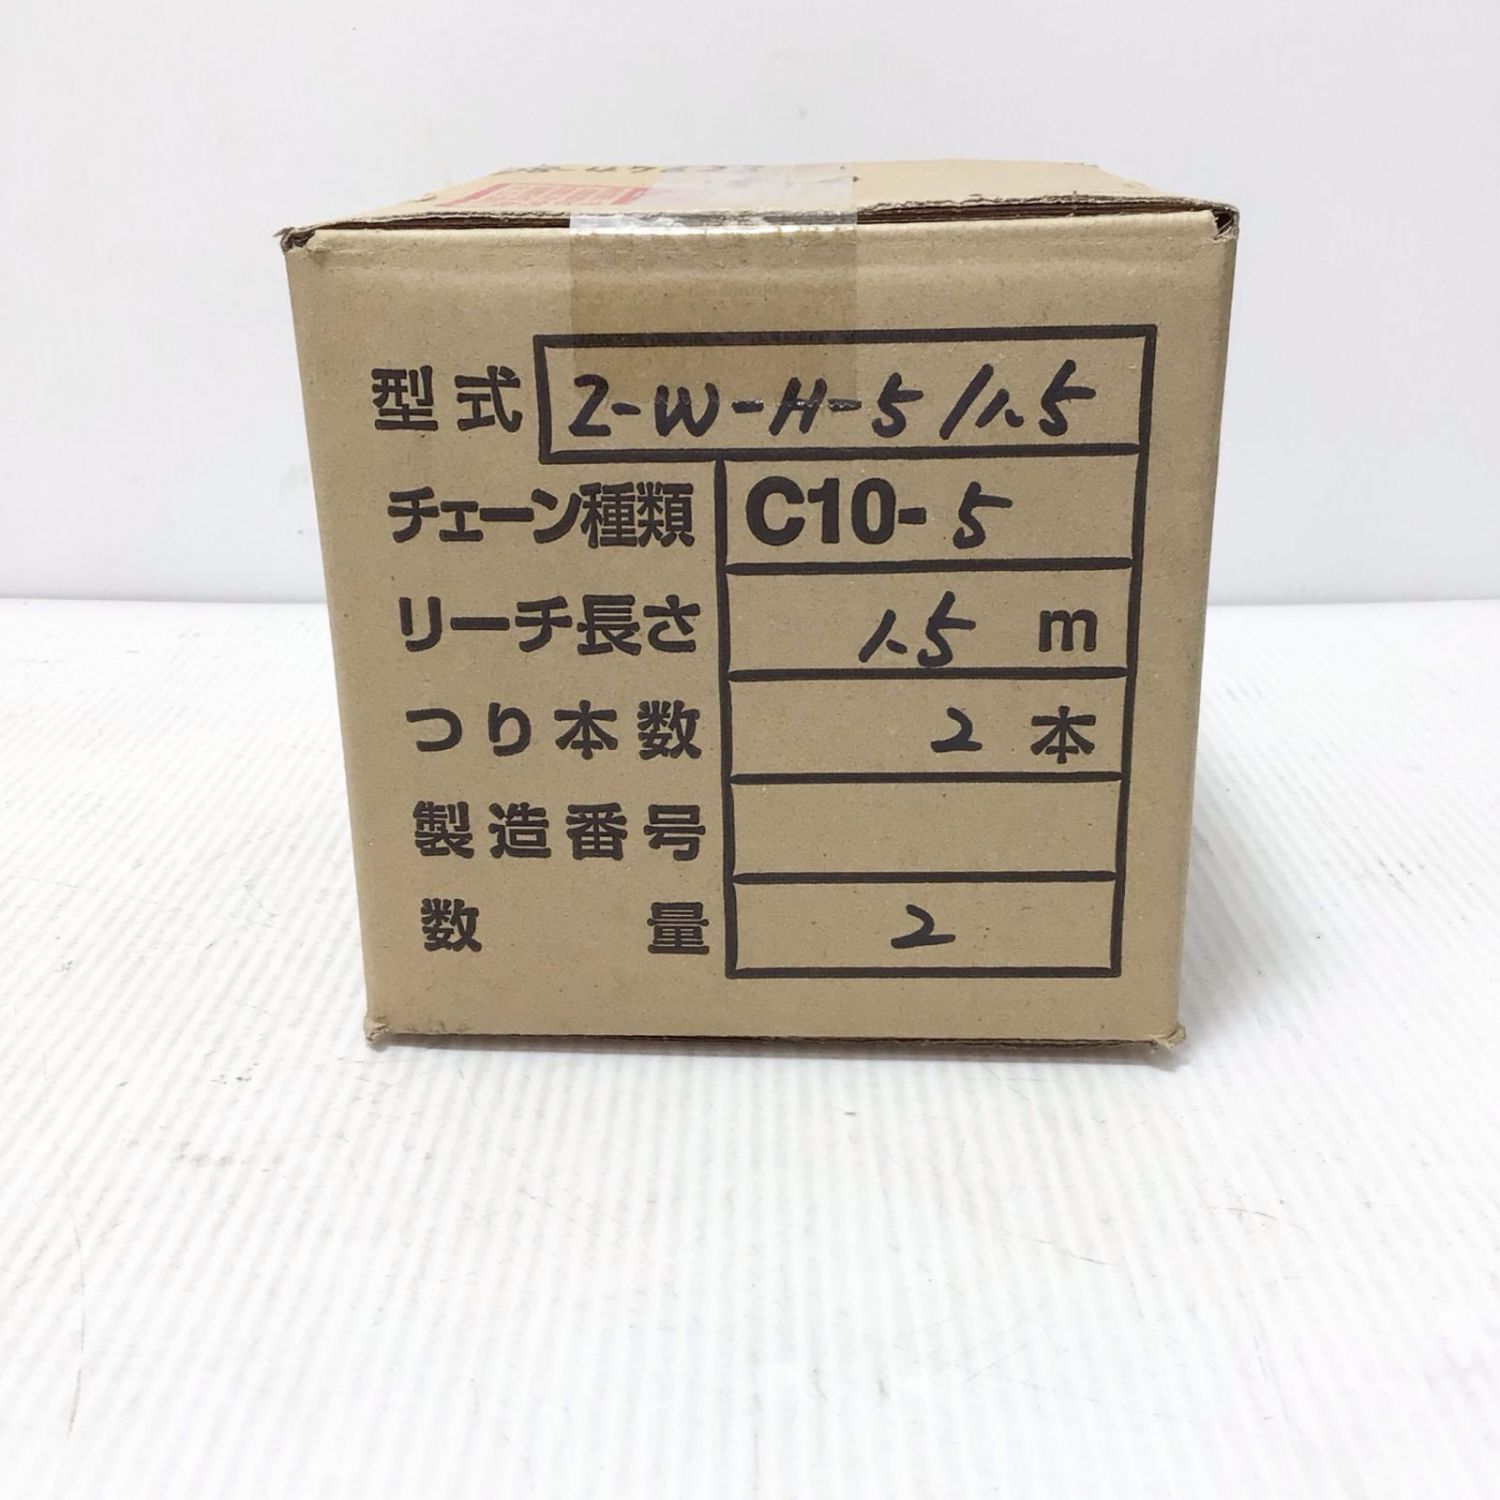 型式 2-W-H-5/1.5
チェーン種類 C10-5
リーチ長さ 1.5 m
つり本数 2 本
製造番号
数量 2